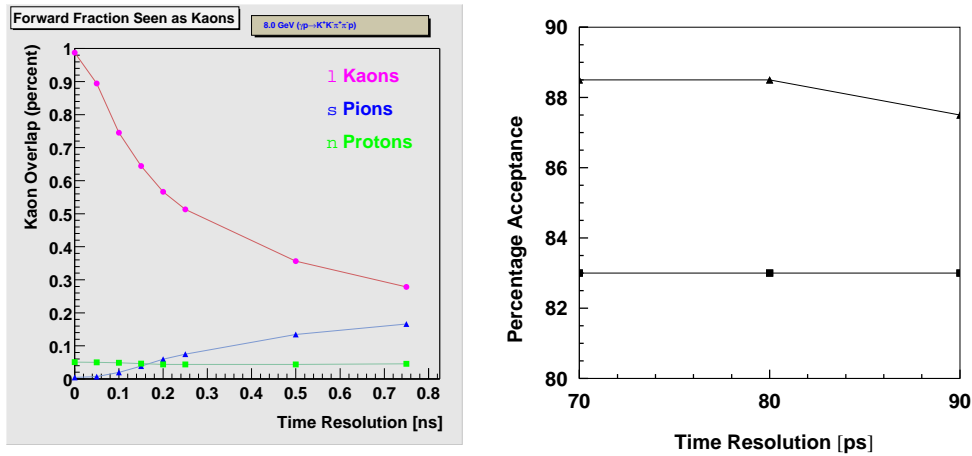 Forward Fraction Seen as Kaons
8.0 GeV (γp→K⁺K⁻π⁺π⁻p)
Kaon Overlap (percent)
1
0.9
0.8
0.7
0.6
0.5
0.4
0.3
0.2
0.1
0
l Kaons
s Pions
n Protons
0 0.1 0.2 0.3 0.4 0.5 0.6 0.7 0.8
Time Resolution [ns]
Percentage Acceptance
90
88
86
84
82
80
70 80 90
Time Resolution [ps]